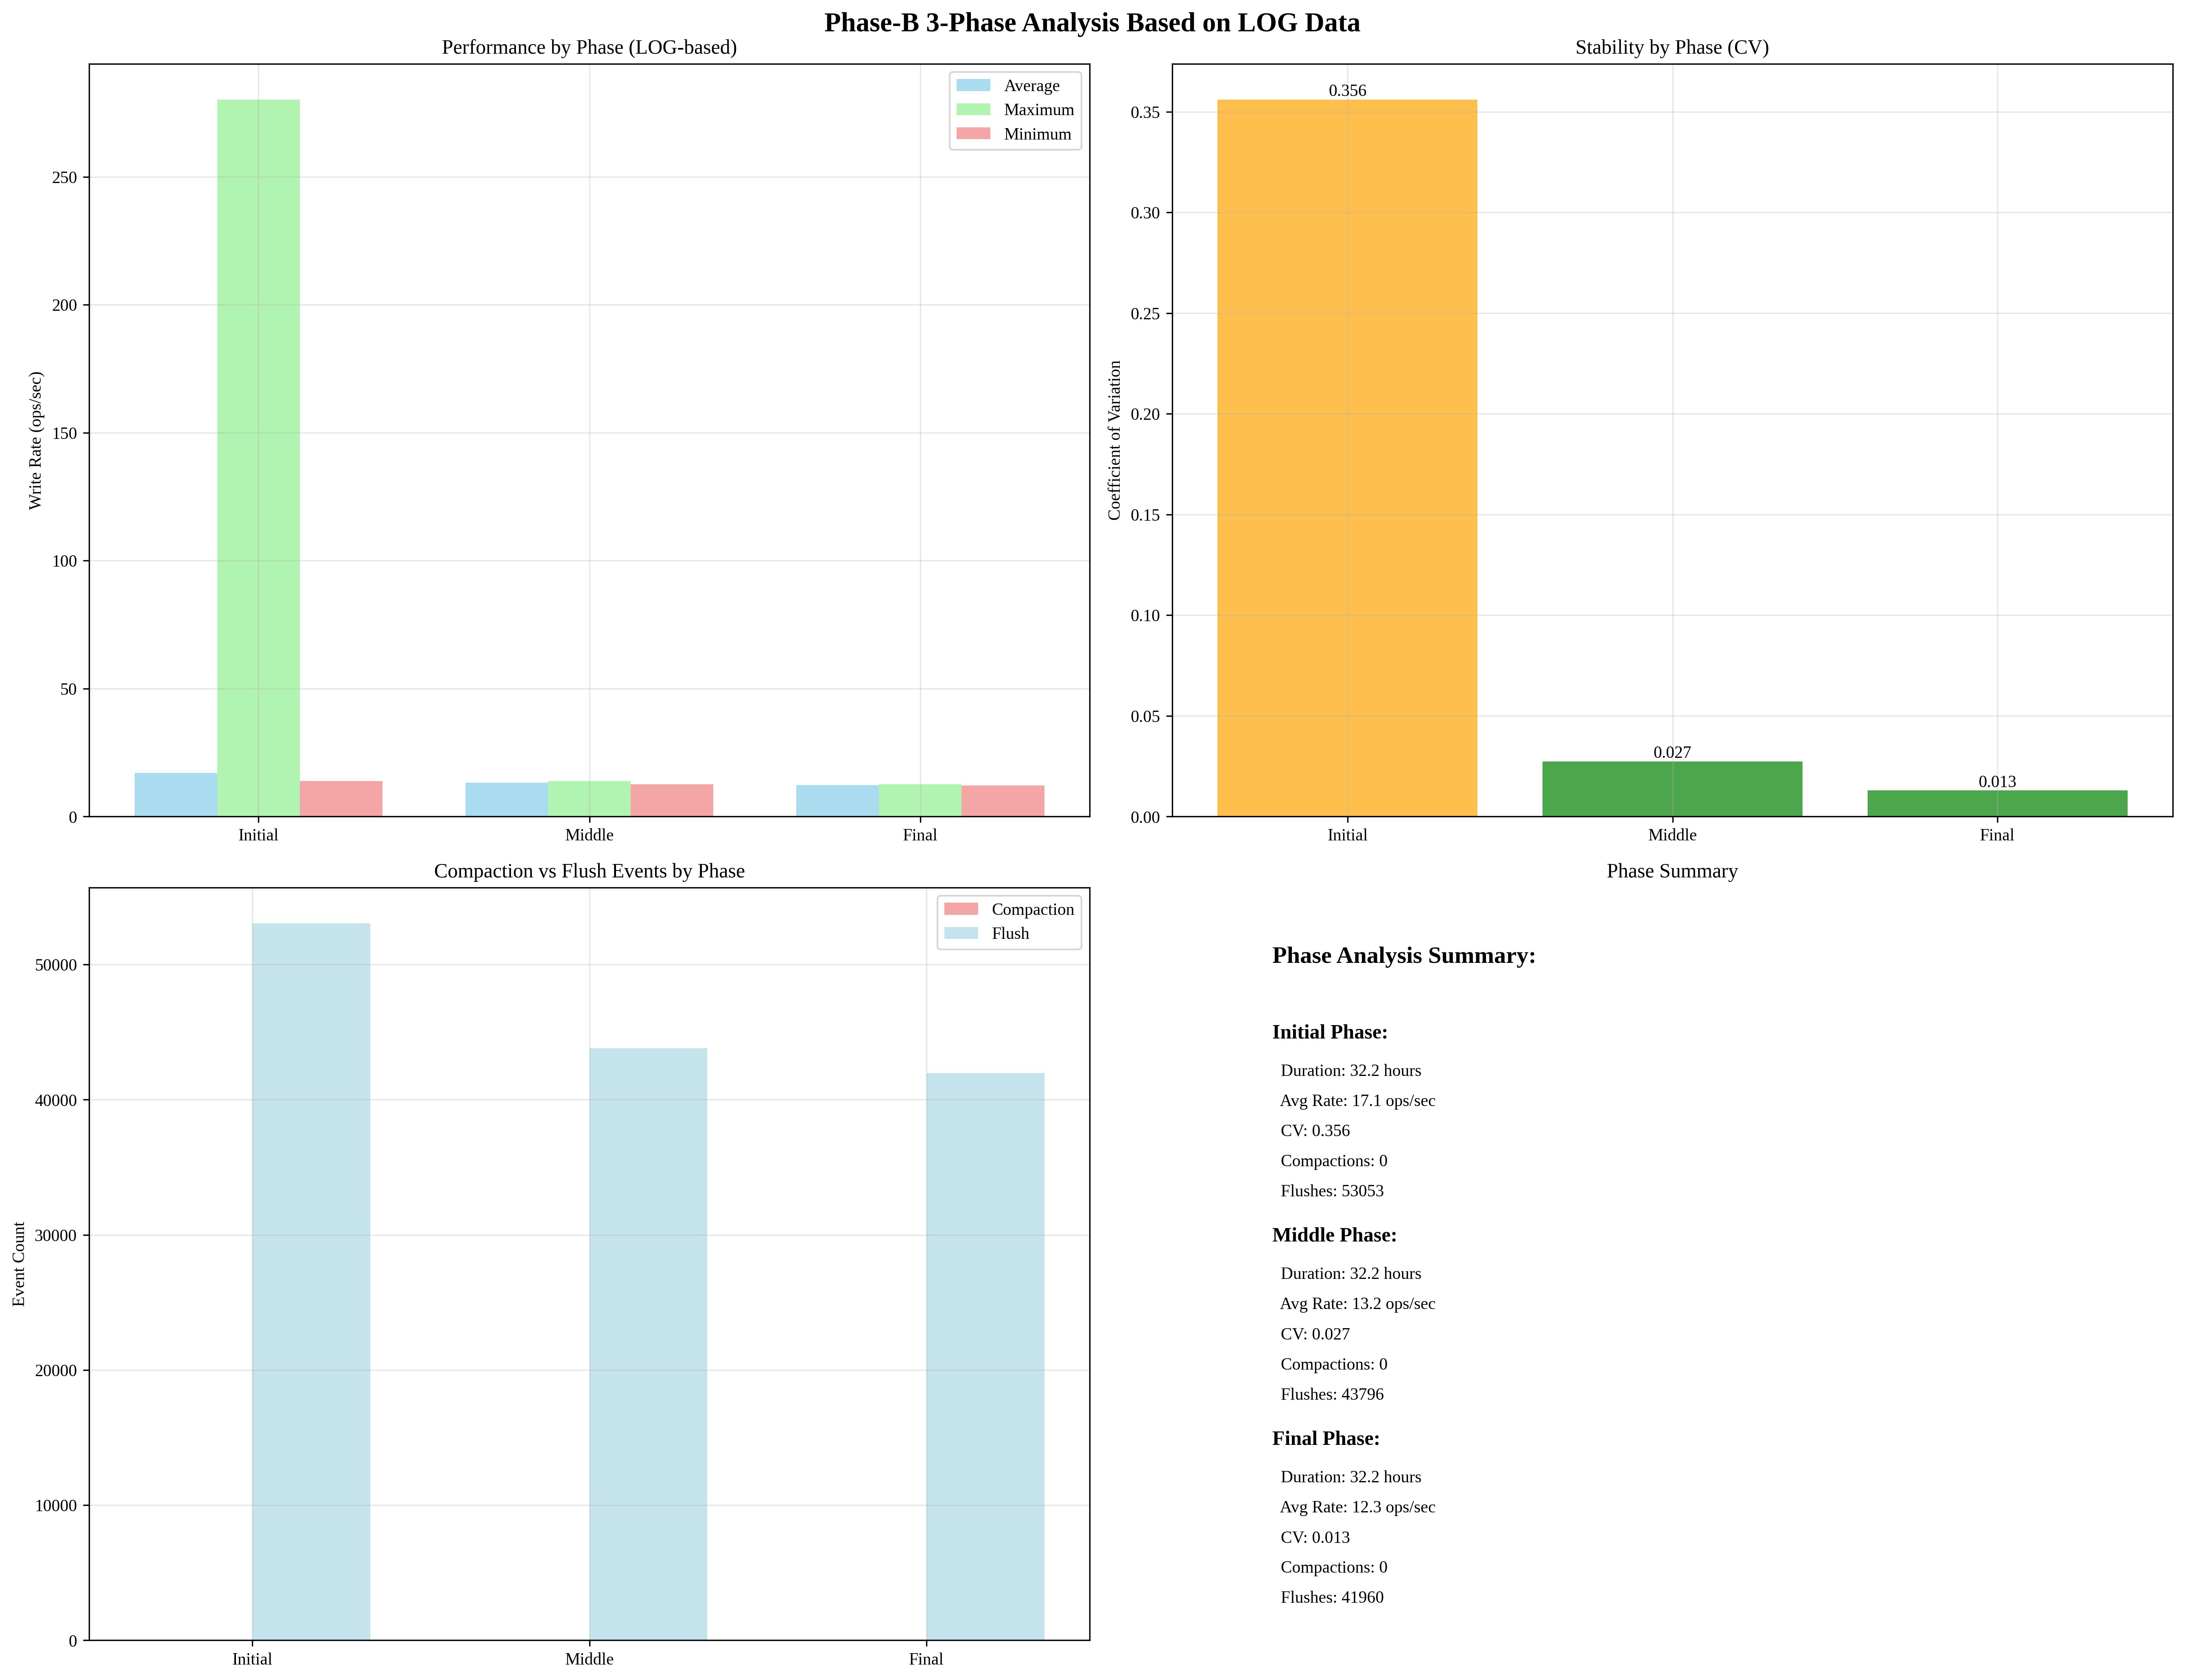 Phase-B 3-Phase Analysis Based on LOG Data
Performance by Phase (LOG-based)
Write Rate (ops/sec)
250
200
150
100
50
0
Initial
Middle
Final
Average
Maximum
Minimum
Stability by Phase (CV)
Coefficient of Variation
0.35
0.30
0.25
0.20
0.15
0.10
0.05
0.00
0.356
0.027
0.013
Initial
Middle
Final
Compaction vs Flush Events by Phase
Event Count
50000
40000
30000
20000
10000
0
Initial
Middle
Final
Compaction
Flush
Phase Summary
Phase Analysis Summary:
Initial Phase:
Duration: 32.2 hours
Avg Rate: 17.1 ops/sec
CV: 0.356
Compactions: 0
Flushes: 53053
Middle Phase:
Duration: 32.2 hours
Avg Rate: 13.2 ops/sec
CV: 0.027
Compactions: 0
Flushes: 43796
Final Phase:
Duration: 32.2 hours
Avg Rate: 12.3 ops/sec
CV: 0.013
Compactions: 0
Flushes: 41960